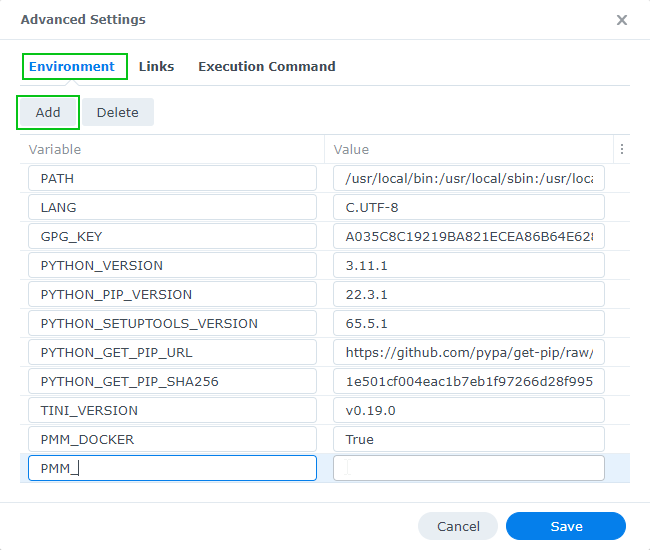 Advanced Settings
Environment Links Execution Command
Add Delete
Variable Value
PATH /usr/local/bin:/usr/local/sbin:/usr/loca
LANG C.UTF-8
GPG_KEY A035C8C19219BA821ECEA86B64E628
PYTHON_VERSION 3.11.1
PYTHON_PIP_VERSION 22.3.1
PYTHON_SETUPTOOLS_VERSION 65.5.1
PYTHON_GET_PIP_URL https://github.com/pypa/get-pip/raw/
PYTHON_GET_PIP_SHA256 1e501cf004eac1b7eb1f97266d28f995
TINI_VERSION v0.19.0
PMM_DOCKER True
PMM_
Cancel Save